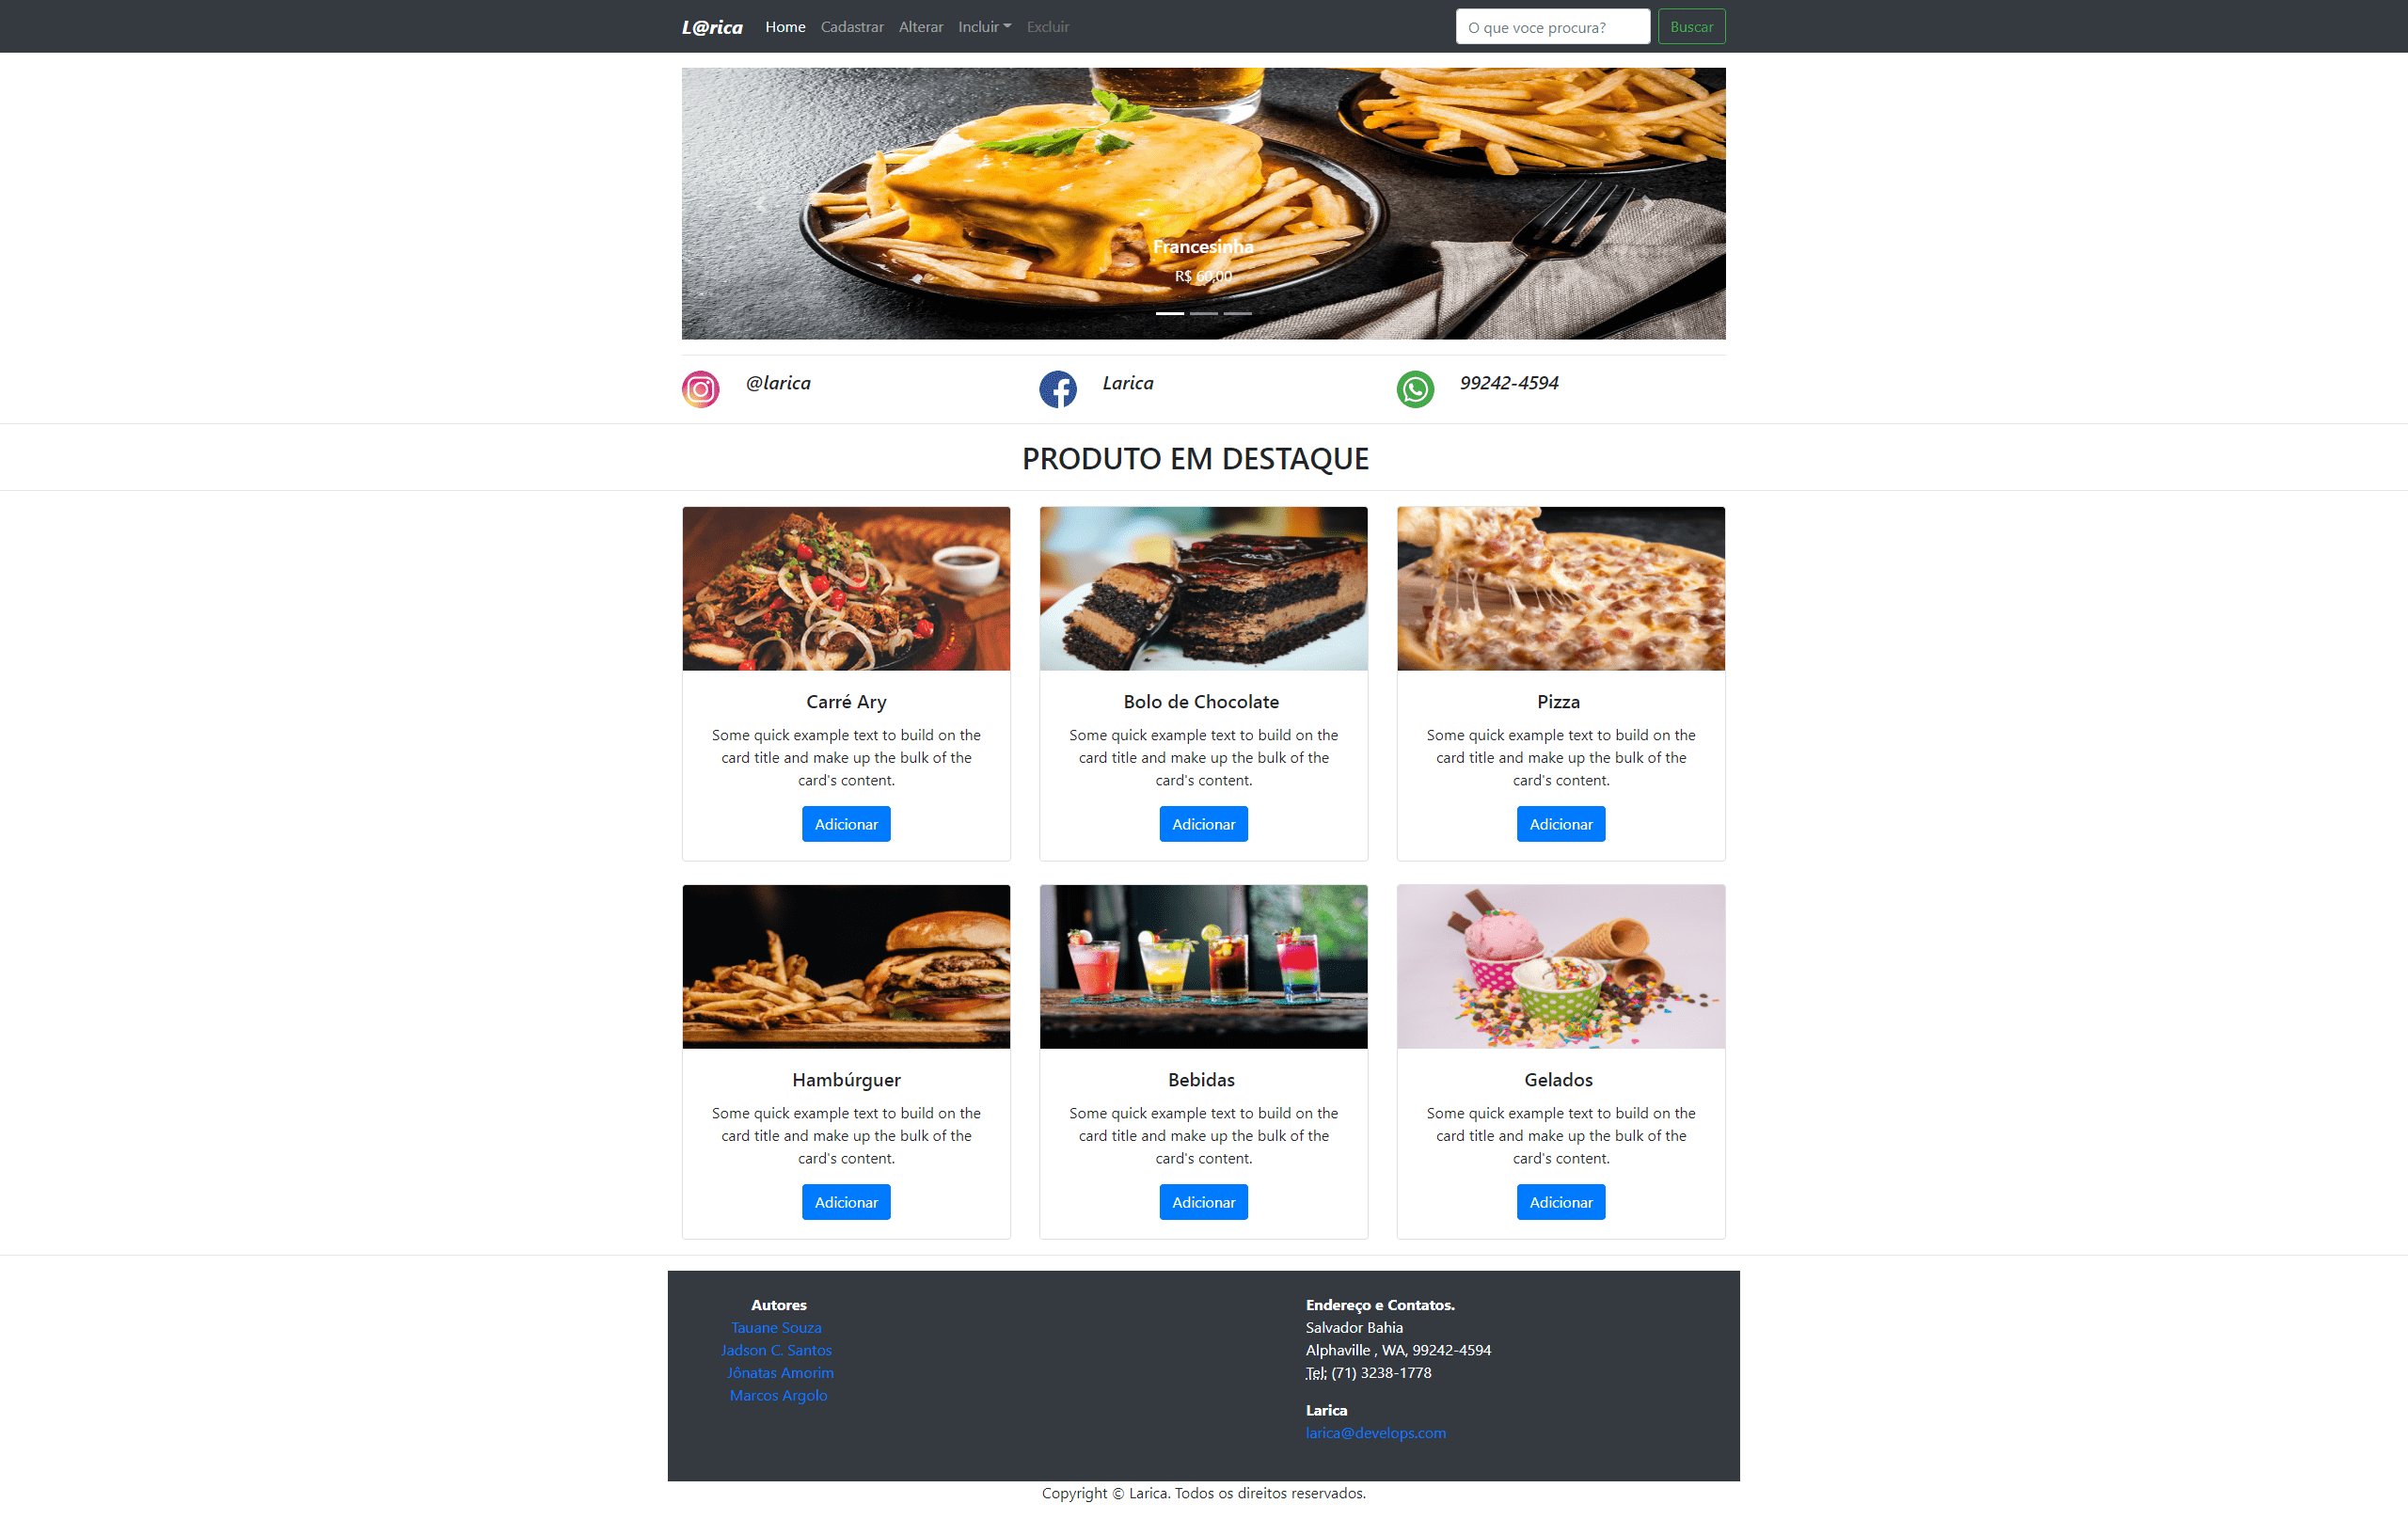 L@rica Home Cadastrar Alterar Incluir Excluir O que voce procura? Buscar
Francesinha
R$ 60,00
@larica Larica 99242-4594
PRODUTO EM DESTAQUE
Carré Ary
Some quick example text to build on the
card title and make up the bulk of the
card's content.
Adicionar
Bolo de Chocolate
Some quick example text to build on the
card title and make up the bulk of the
card's content.
Adicionar
Pizza
Some quick example text to build on the
card title and make up the bulk of the
card's content.
Adicionar
Hambúrguer
Some quick example text to build on the
card title and make up the bulk of the
card's content.
Adicionar
Bebidas
Some quick example text to build on the
card title and make up the bulk of the
card's content.
Adicionar
Gelados
Some quick example text to build on the
card title and make up the bulk of the
card's content.
Adicionar
Autores
Tauane Souza
Jadson C. Santos
Jônatas Amorim
Marcos Argolo
Endereço e Contatos.
Salvador Bahia
Alphaville , WA, 99242-4594
Tel: (71) 3238-1778
Larica
larica@develops.com
Copyright © Larica. Todos os direitos reservados.